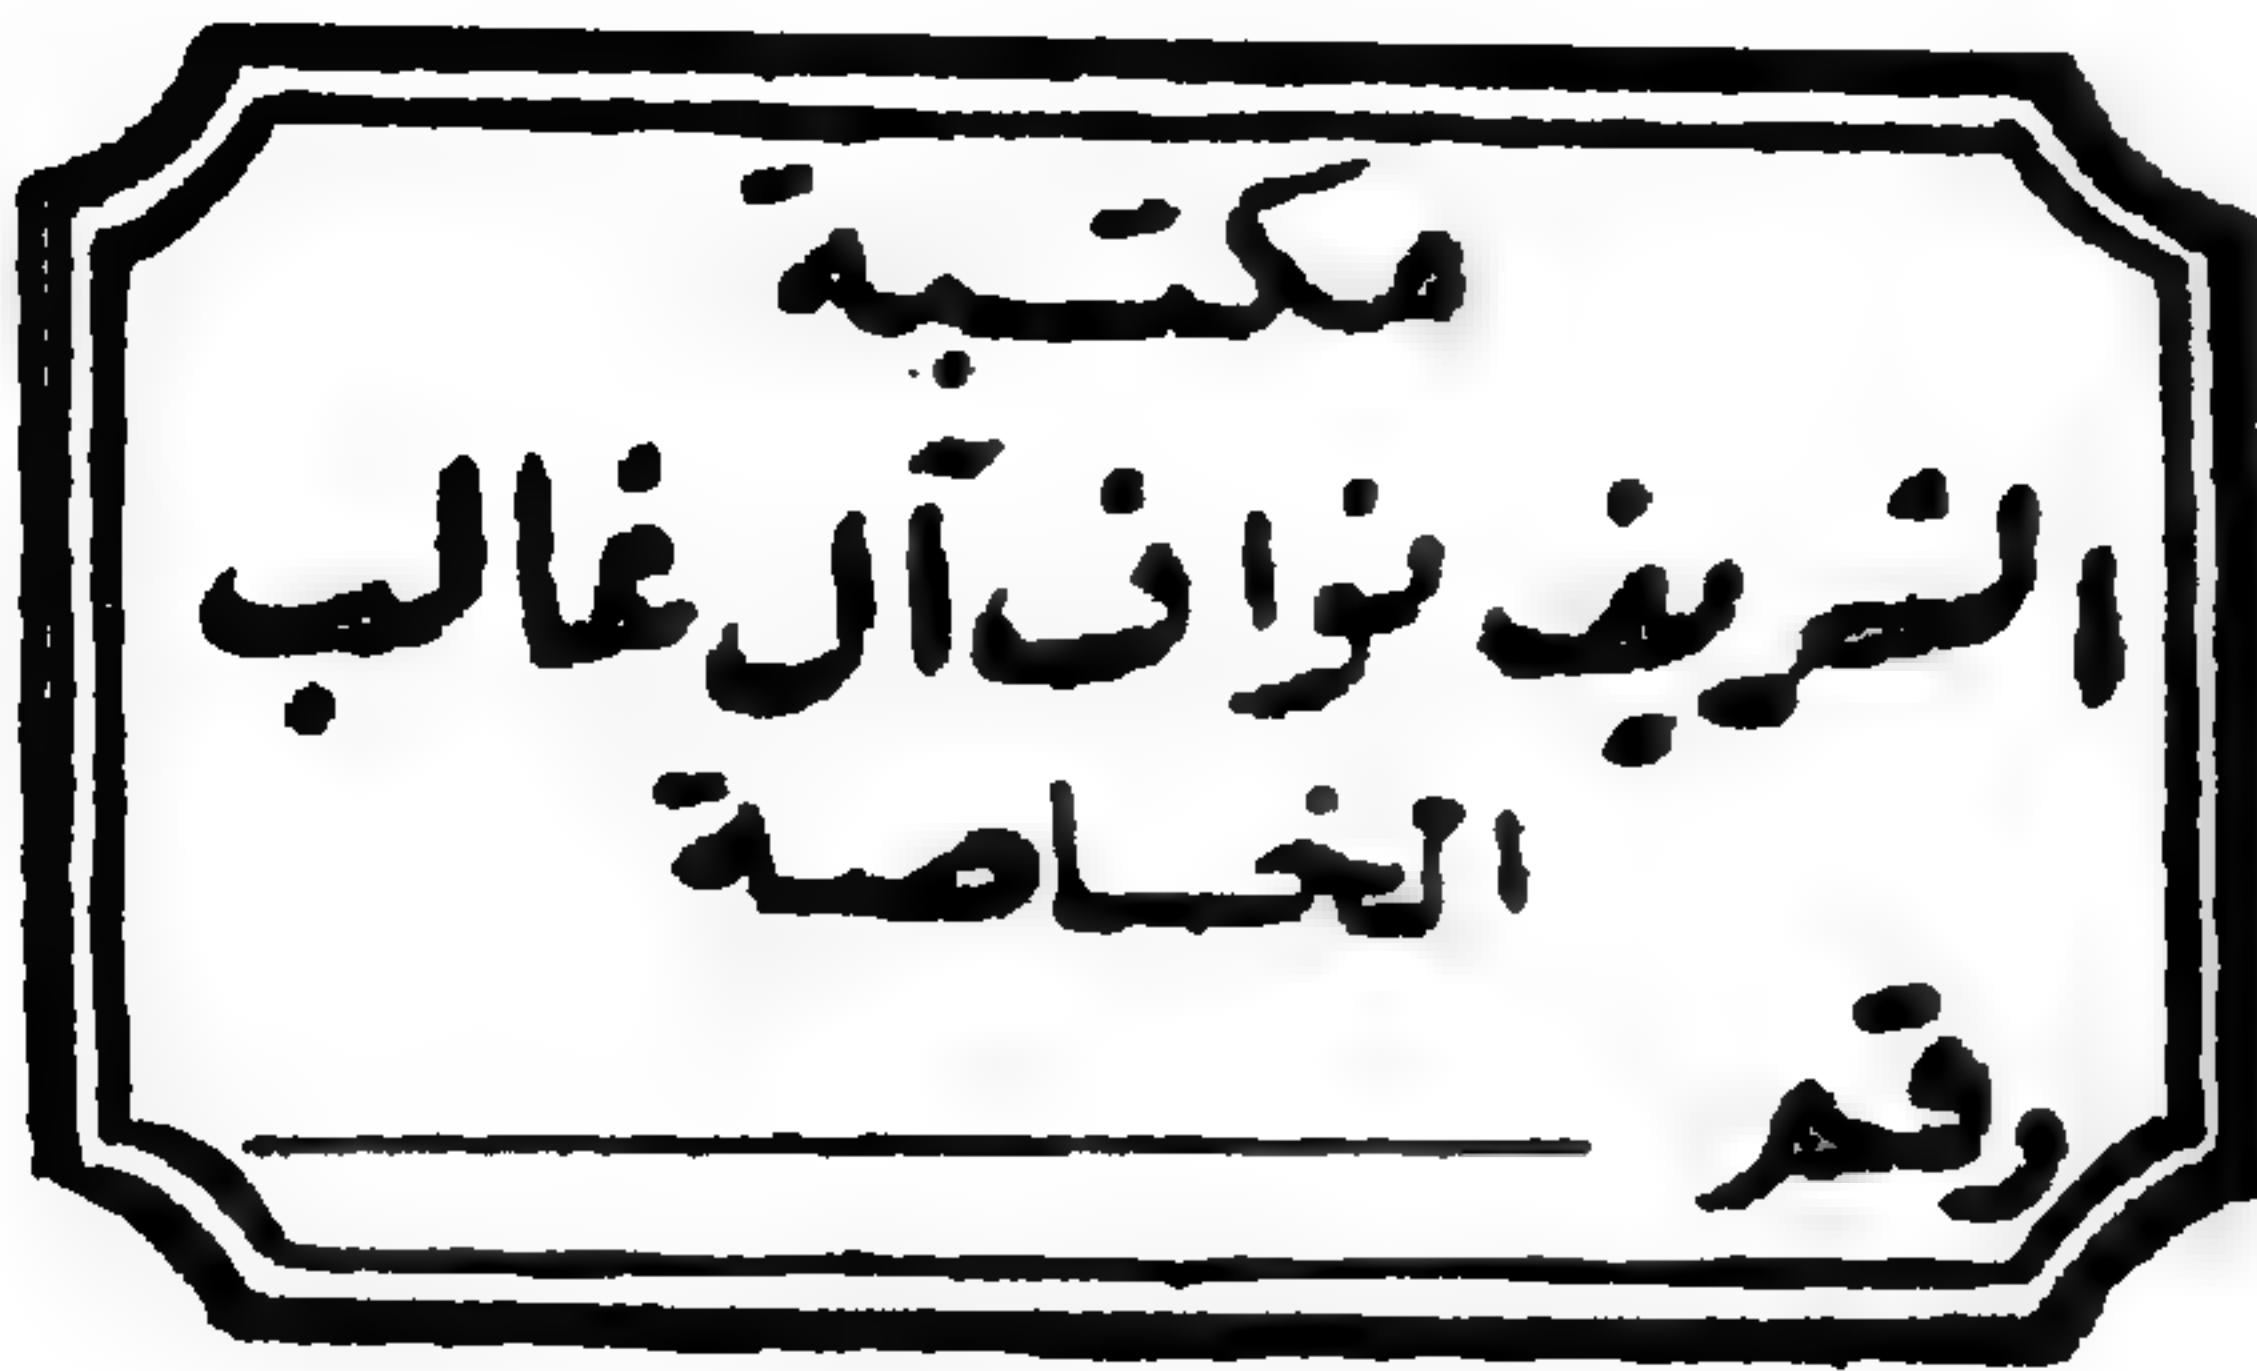 مكتبة
الشريف نواف آل غالب
الخاصة
رقم